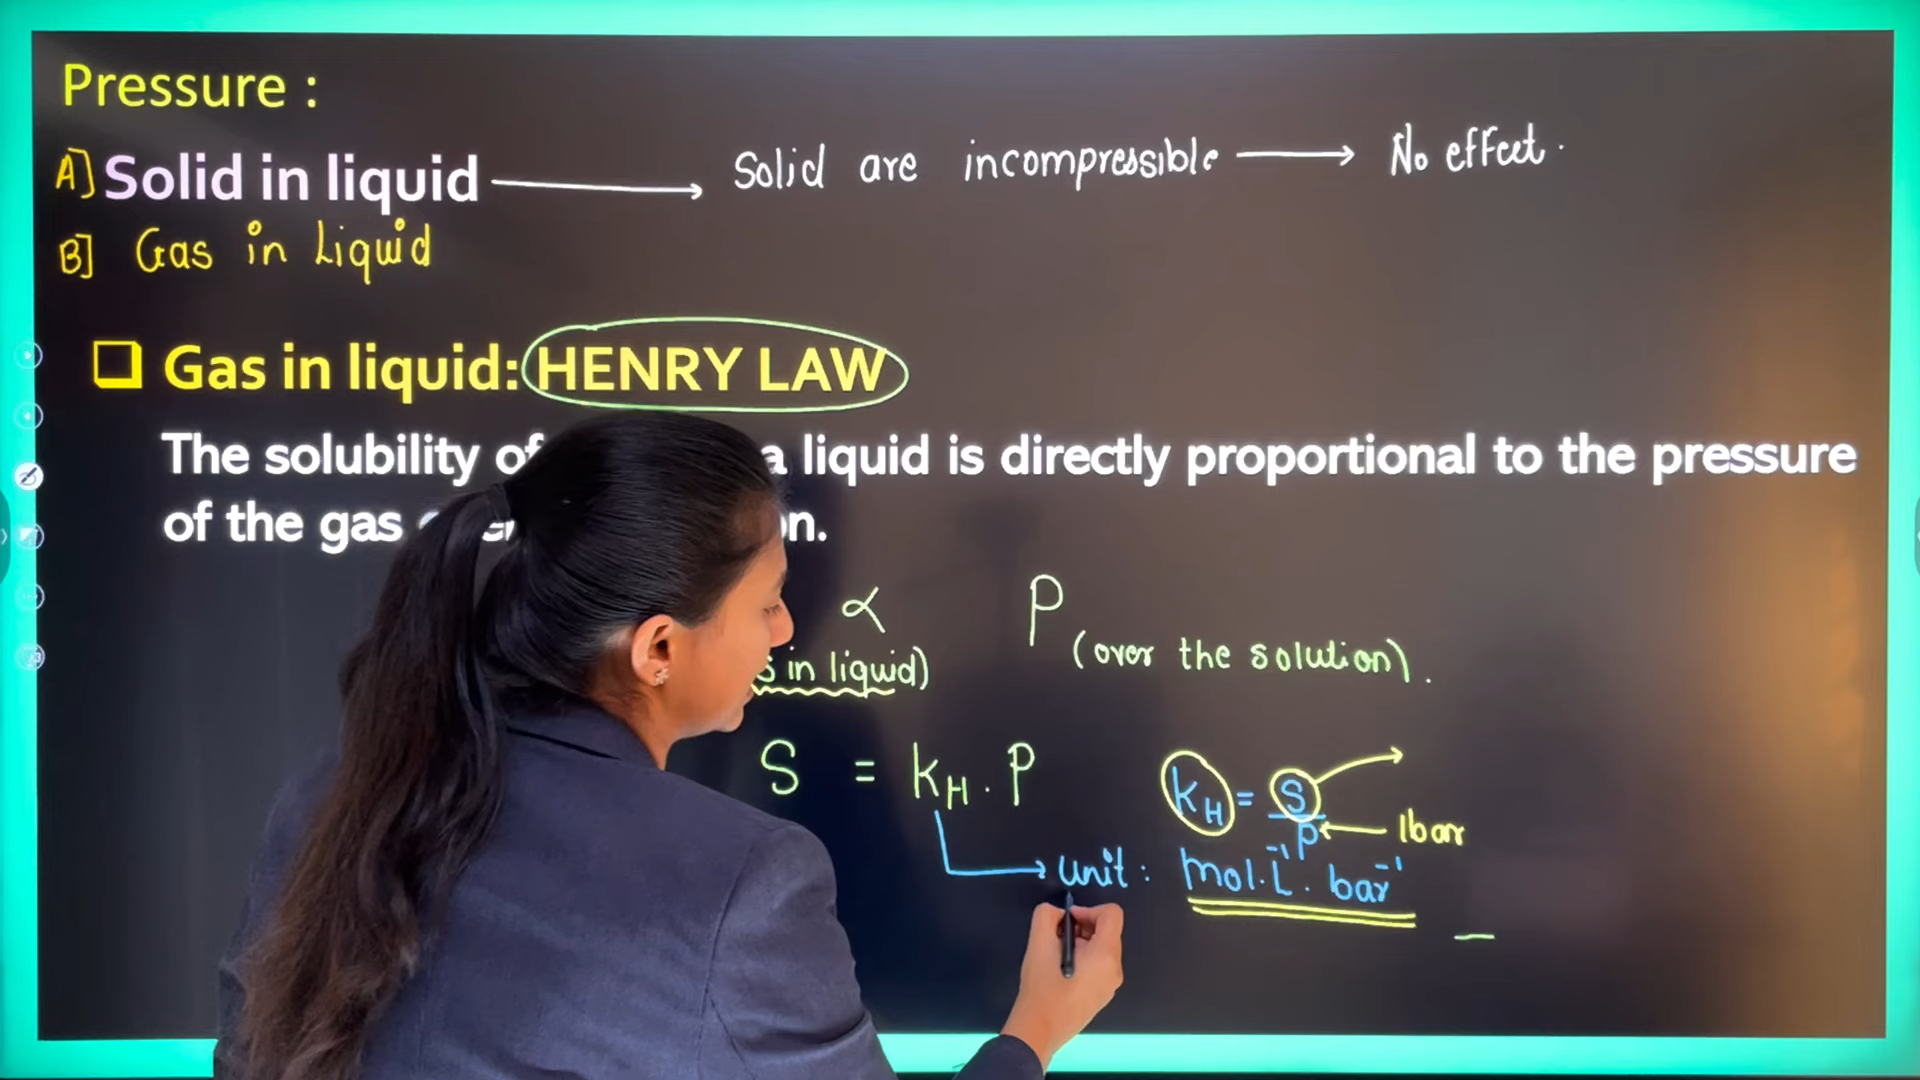 Pressure :
A] Solid in liquid → Solid are incompressible → No effect.
B] Gas in Liquid
Gas in liquid: HENRY LAW
The solubility of a liquid is directly proportional to the pressure
of the gas
α P (over the solution).
in liquid)
S = KH . P
KH = S/P ← 1bar
unit : mol. L⁻¹ . bar⁻¹